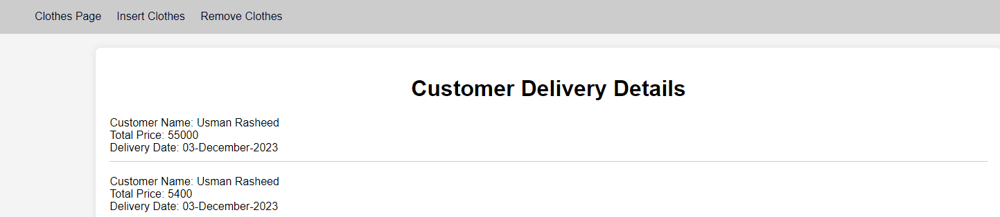 Clothes Page Insert Clothes Remove Clothes
Customer Delivery Details
Customer Name: Usman Rasheed
Total Price: 55000
Delivery Date: 03-December-2023
Customer Name: Usman Rasheed
Total Price: 5400
Delivery Date: 03-December-2023